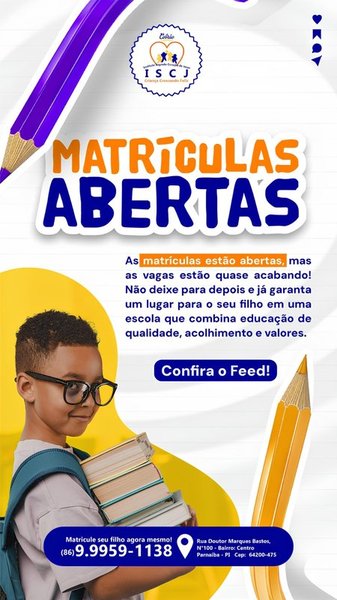 ISCJ
Criança Crescendo Feliz
MATRÍCULAS
ABERTAS
As matrículas estão abertas, mas
as vagas estão quase acabando!
Não deixe para depois e já garanta
um lugar para o seu filho em uma
escola que combina educação de
qualidade, acolhimento e valores.
Confira o Feed!
Matricule seu filho agora mesmo!
(86)9.9959-1138
Rua Doutor Marques Bastos,
N°100 - Bairro: Centro
Parnaíba - PI Cep: 64200-475